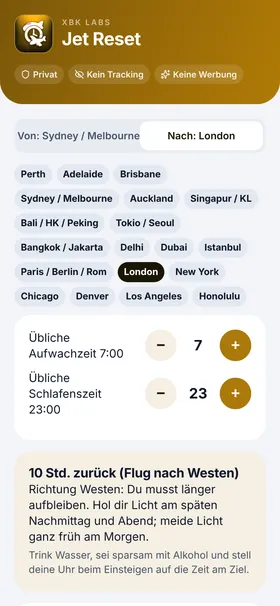 XBK LABS
Jet Reset
Privat
Kein Tracking
Keine Werbung
Von: Sydney / Melbourne
Nach: London
Perth Adelaide Brisbane
Sydney / Melbourne Auckland Singapur / KL
Bali / HK / Peking Tokio / Seoul
Bangkok / Jakarta Delhi Dubai Istanbul
Paris / Berlin / Rom London New York
Chicago Denver Los Angeles Honolulu
Übliche
Aufwachzeit 7:00
− 7 +
Übliche
Schlafenszeit
23:00
− 23 +
10 Std. zurück (Flug nach Westen)
Richtung Westen: Du musst länger
aufbleiben. Hol dir Licht am späten
Nachmittag und Abend; meide Licht
ganz früh am Morgen.
Trink Wasser, sei sparsam mit Alkohol und stell
deine Uhr beim Einsteigen auf die Zeit am Ziel.